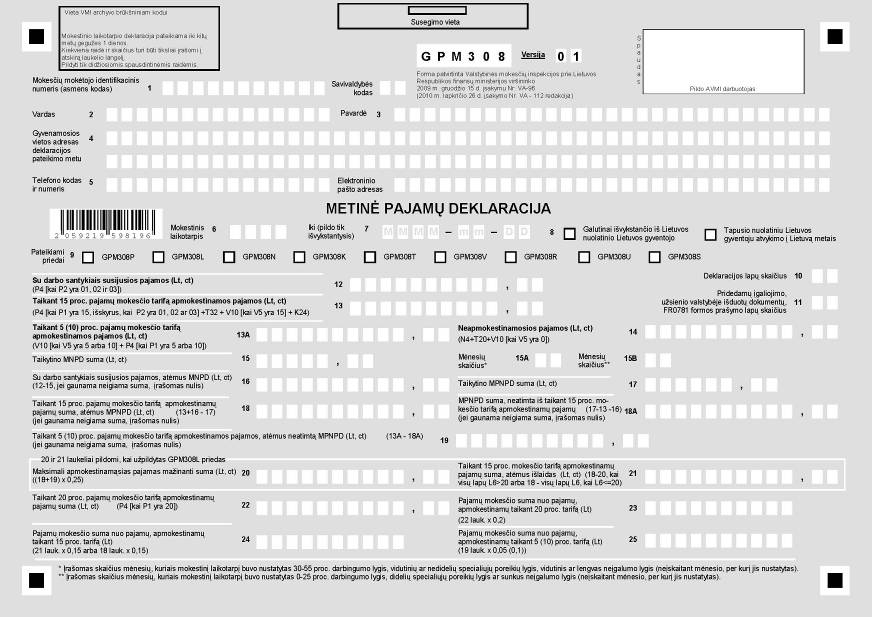 Vieta VMI archyvo brūkšniniam kodui
Mokestinio laikotarpio deklaracija pateikiama iki kitų
metų gegužės 1 dienos
Kiekviena raidė ir skaičius turi būti tiksliai įrašomi į
atskirą laukelio langelį.
Pildyti tik didžiosiomis spausdintinėmis raidėmis.
Susegimo vieta
GPM308 Versija 01
Forma patvirtinta Valstybinės mokesčių inspekcijos prie Lietuvos
Respublikos finansų ministerijos viršininko
2009 m. gruodžio 15 d. įsakymu Nr. VA-96
(2010 m. lapkričio 26 d. įsakymo Nr. VA - 112 redakcija)
Spaudas
Pildo AVMI darbuotojas
Mokesčių mokėtojo identifikacinis
numeris (asmens kodas) 1
Savivaldybės
kodas
Vardas 2
Pavardė 3
Gyvenamosios
vietos adresas 4
deklaracijos
pateikimo metu
Telefono kodas
ir numeris 5
Elektroninio
pašto adresas
METINĖ PAJAMŲ DEKLARACIJA
2 059219 598196
Mokestinis
laikotarpis 6
Iki (pildo tik
išvykstantysis) 7
MMMM – mm – DD
8 Galutinai išvykstančio iš Lietuvos
nuolatinio Lietuvos gyventojo
Tapusio nuolatiniu Lietuvos
gyventoju atvykimo į Lietuvą metais
Pateikiami
priedai 9 GPM308P GPM308L GPM308N GPM308K GPM308T GPM308V GPM308R GPM308U GPM308S
Su darbo santykiais susijusios pajamos (Lt, ct)
(P4 [kai P2 yra 01, 02 ir 03]) 12
Deklaracijos lapų skaičius 10
Taikant 15 proc. pajamų mokesčio tarifą apmokestinamos pajamos (Lt, ct)
(P4 [kai P1 yra 15, išskyrus, kai P2 yra 01, 02 ar 03] +T32 + V10 [kai V5 yra 15] + K24) 13
Pridedamų įgaliojimo,
užsienio valstybėje išduotų dokumentų,
FR0781 formos prašymo lapų skaičius 11
Taikant 5 (10) proc. pajamų mokesčio tarifą
apmokestinamos pajamos (Lt, ct)
(V10 [kai V5 yra 5 arba 10] + P4 [kai P1 yra 5 arba 10]) 13A
Neapmokestinamosios pajamos (Lt, ct)
(N4+T20+V10 [kai V5 yra 0]) 14
Taikytino MNPD suma (Lt, ct) 15
Mėnesių
skaičius* 15A
Mėnesių
skaičius** 15B
Su darbo santykiais susijusios pajamos, atėmus MNPD (Lt, ct)
(12-15, jei gaunama neigiama suma, įrašomas nulis) 16
Taikytino MPNPD suma (Lt, ct) 17
Taikant 15 proc. pajamų mokesčio tarifą apmokestinamų
pajamų suma, atėmus MPNPD (Lt, ct) (13+16 - 17)
(jei gaunama neigiama suma, įrašomas nulis) 18
MPNPD suma, neatimta iš taikant 15 proc. mo-
kesčio tarifą apmokestinamų pajamų (17-13 -16)
(jei gaunama neigiama suma, įrašomas nulis) 18A
Taikant 5 (10) proc. pajamų mokesčio tarifą apmokestinamos pajamos, atėmus neatimtą MPNPD (Lt, ct) (13A - 18A)
(jei gaunama neigiama suma, įrašomas nulis) 19
20 ir 21 laukeliai pildomi, kai užpildytas GPM308L priedas
Maksimali apmokestinamąsias pajamas mažinanti suma (Lt, ct)
((18+19) x 0,25) 20
Taikant 15 proc. pajamų mokesčio tarifą apmokestinamų
pajamų suma, atėmus išlaidas (Lt, ct) (18-20, kai
visų lapų L6>20 arba 18 - visų lapų L6, kai L6<=20) 21
Taikant 20 proc. pajamų mokesčio tarifą apmokestinamų
pajamų suma (Lt, ct) (P4 [kai P1 yra 20]) 22
Pajamų mokesčio suma nuo pajamų,
apmokestinamų taikant 20 proc. tarifą (Lt)
(22 lauk. x 0,2) 23
Pajamų mokesčio suma nuo pajamų, apmokestinamų
taikant 15 proc. tarifą (Lt)
(21 lauk. x 0,15 arba 18 lauk. x 0,15) 24
Pajamų mokesčio suma nuo pajamų,
apmokestinamų taikant 5 (10) proc. tarifą (Lt)
(19 lauk. x 0,05 (0,1)) 25
* Įrašomas skaičius mėnesių, kuriais mokestinį laikotarpį buvo nustatytas 30-55 proc. darbingumo lygis, vidutinių ar nedidelių specialiųjų poreikių lygis, vidutinis ar lengvas neįgalumo lygis (neįskaitant mėnesio, per kurį jis nustatytas).
** Įrašomas skaičius mėnesių, kuriais mokestinį laikotarpį buvo nustatytas 0-25 proc. darbingumo lygis, didelių specialiųjų poreikių lygis ar sunkus neįgalumo lygis (neįskaitant mėnesio, per kurį jis nustatytas).